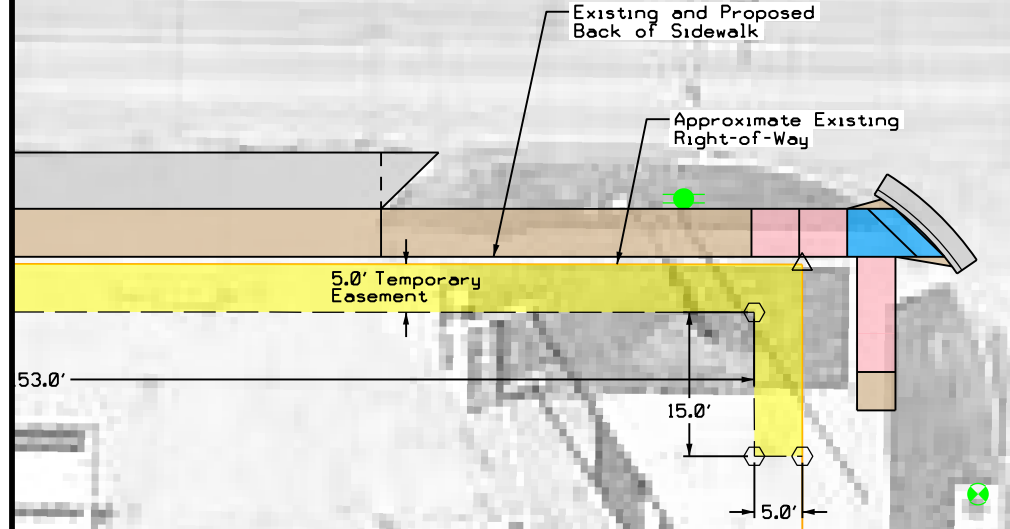 Existing and Proposed
Back of Sidewalk
Approximate Existing
Right-of-Way
5.0' Temporary
Easement
53.0'
15.0'
5.0'